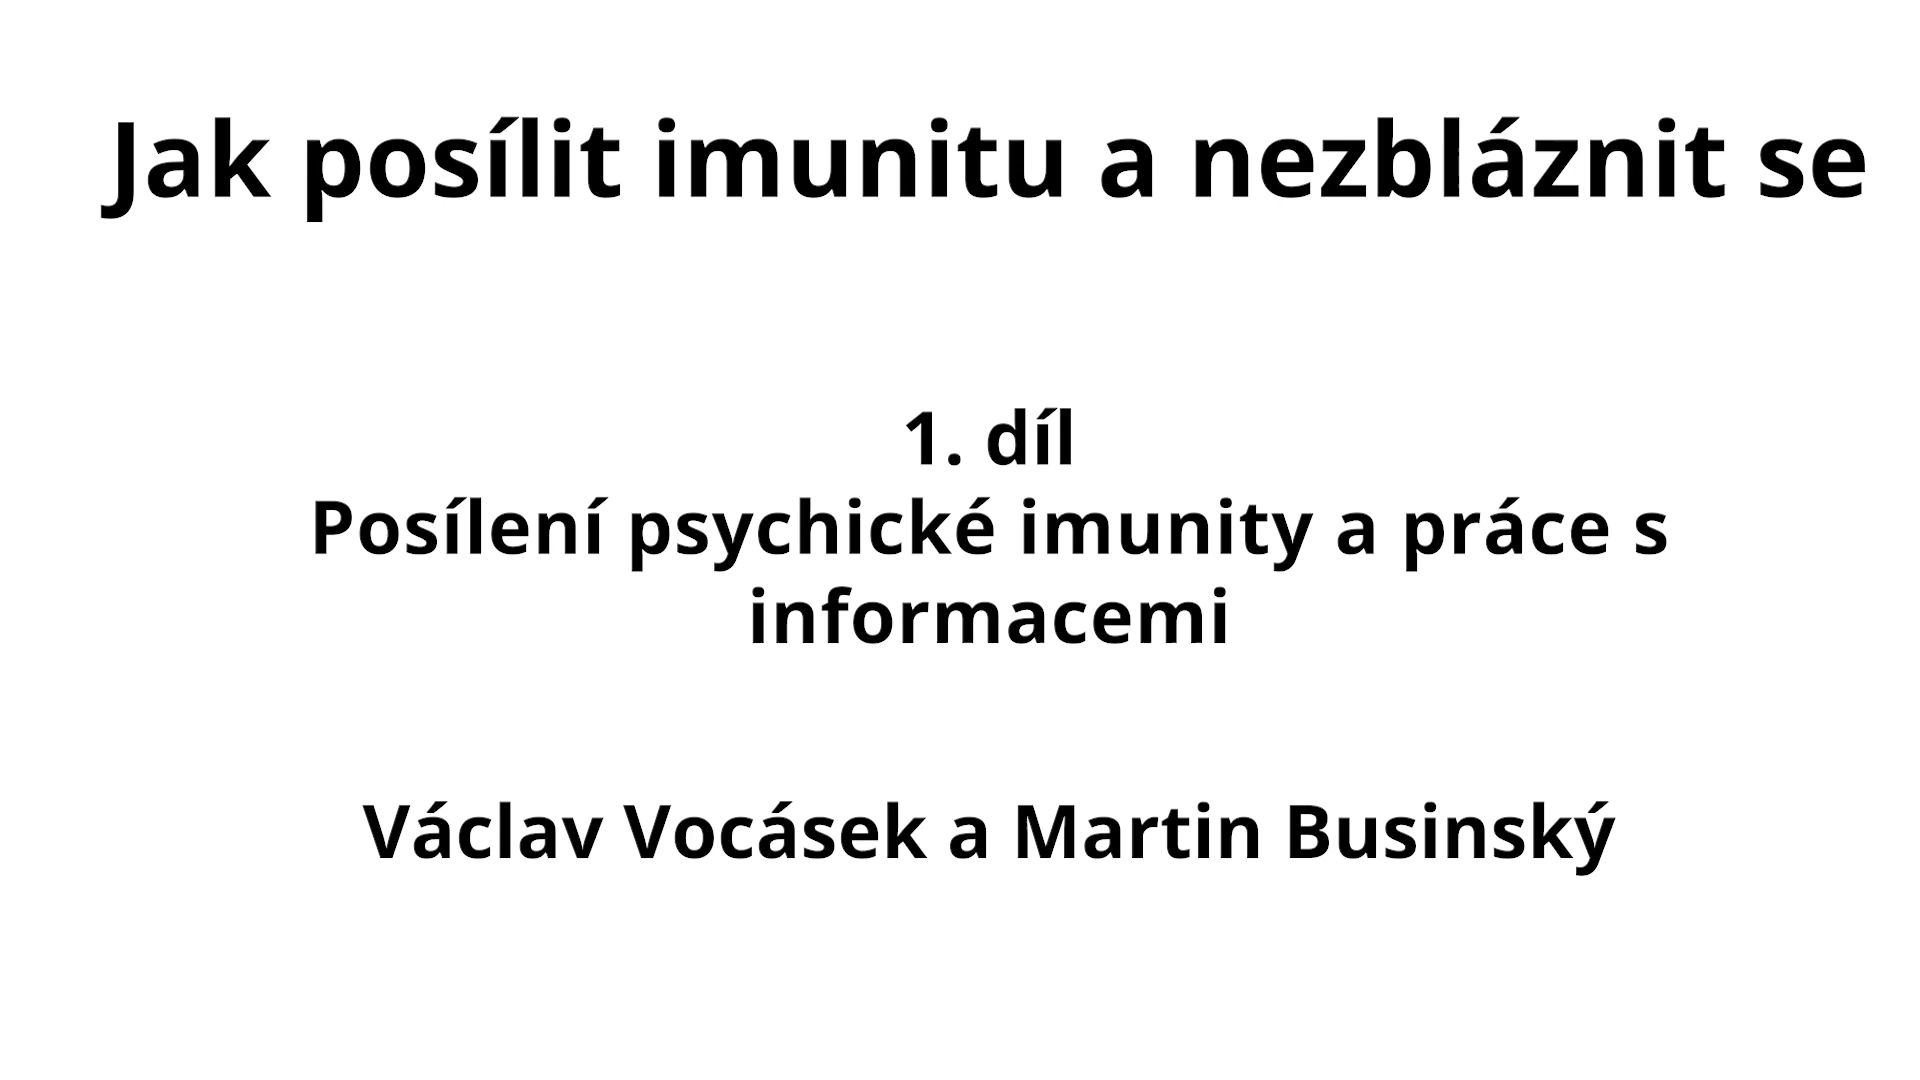 Jak posílit imunitu a nezbláznit se
1. díl
Posílení psychické imunity a práce s
informacemi
Václav Vocásek a Martin Businský